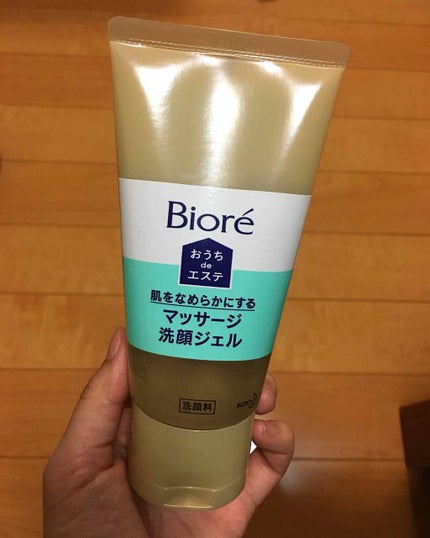 Bioré
おうち
de
エステ
肌をなめらかにする
マッサージ
洗顔ジェル
洗顔料
Kao